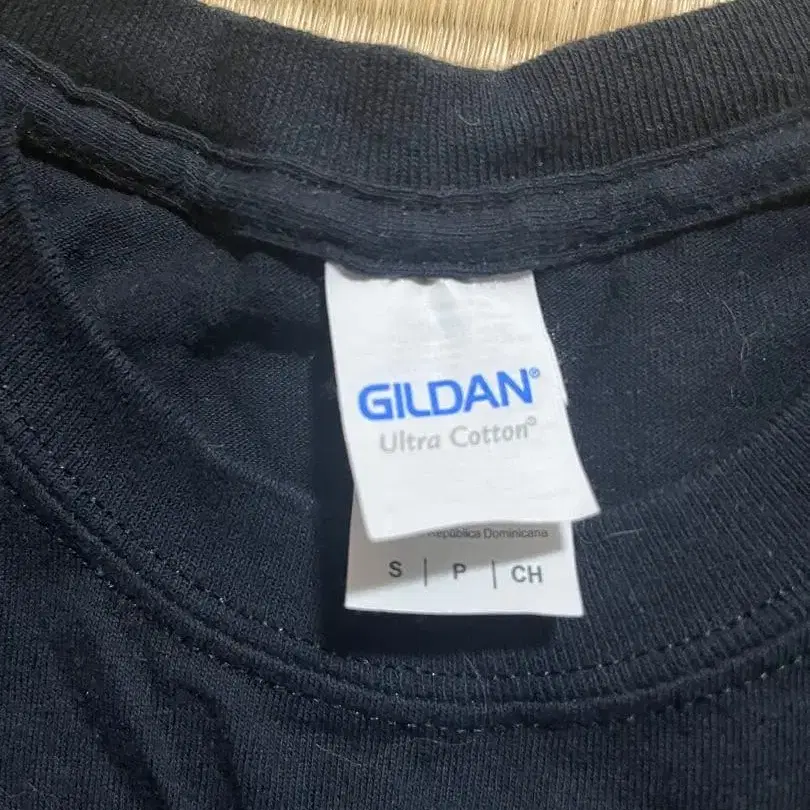 GILDAN®
Ultra Cotton®
República Dominicana
S | P | CH